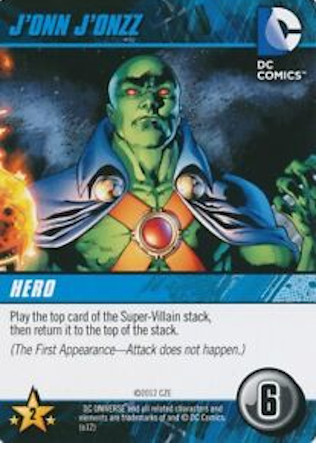 J'ONN J'ONZZ
DC
DC
COMICS™
HERO
Play the top card of the Super-Villain stack,
then return it to the top of the stack.
(The First Appearance—Attack does not happen.)
©2012 CZE
DC UNIVERSE and all related characters and
elements are trademarks of and © DC Comics.
(s12)
2
6